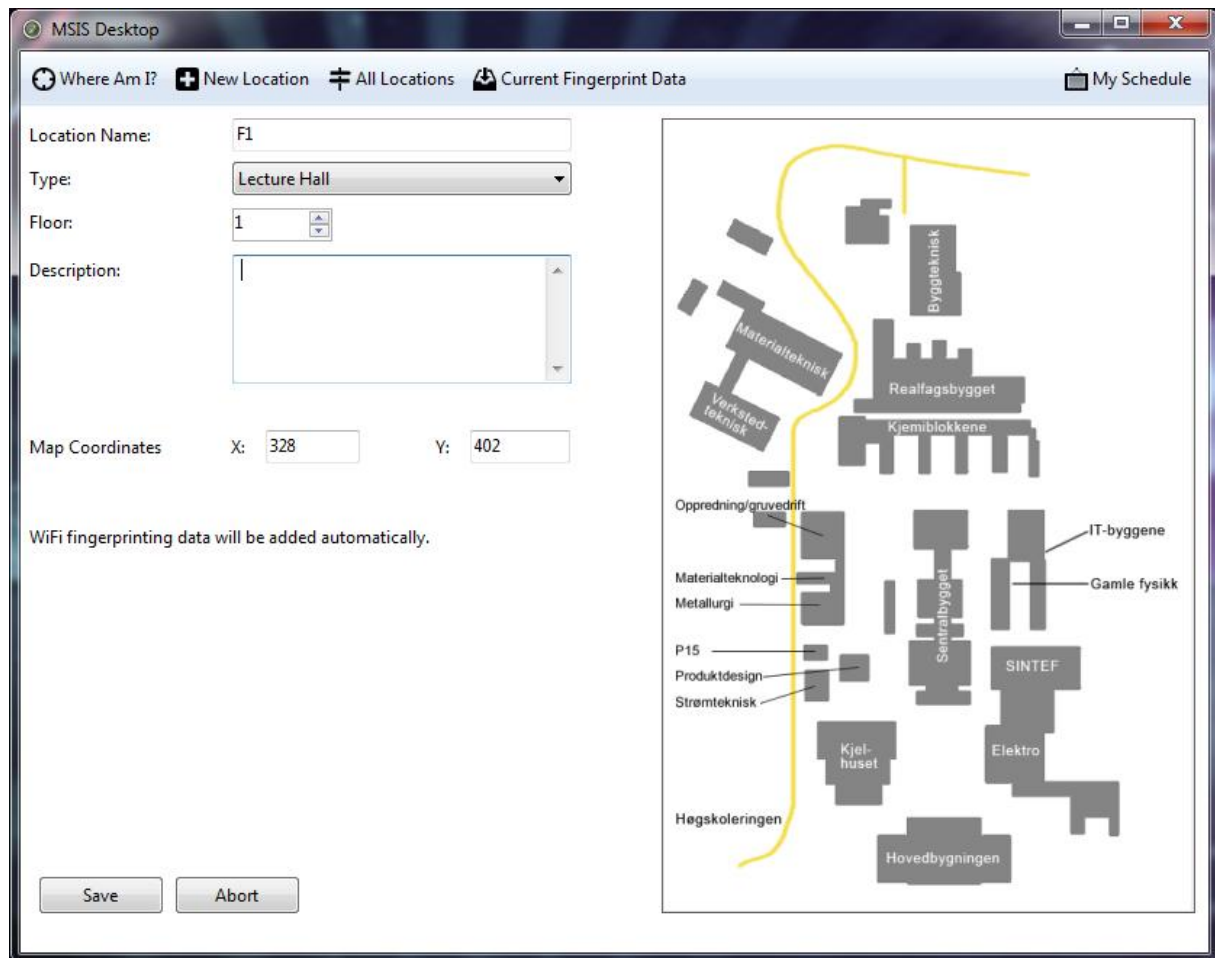 MSIS Desktop
Where Am I? New Location All Locations Current Fingerprint Data My Schedule
Location Name: F1
Type: Lecture Hall
Floor: 1
Description:
Map Coordinates X: 328 Y: 402
WiFi fingerprinting data will be added automatically.
Save Abort
Byggteknisk
Materialteknisk
Realfagsbygget
Verksted-
teknisk
Kjemiblokkene
Oppredning/gruvedrift
IT-byggene
Materialteknologi
Gamle fysikk
Metallurgi
Sentralbygget
P15
SINTEF
Produktdesign
Strømteknisk
Kjel-
huset
Elektro
Høgskoleringen
Hovedbygningen